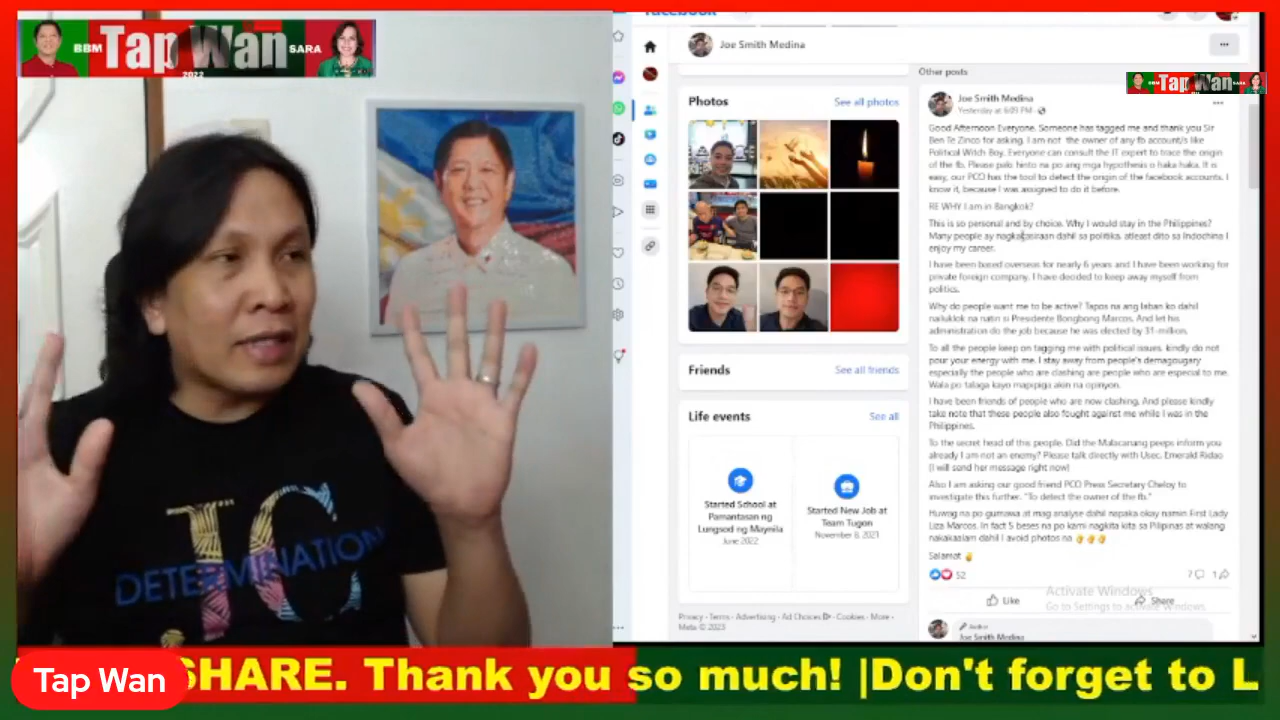 BBM Tap Wan SARA
2022
facebook
Joe Smith Medina
Other posts
Tap Wan
Photos
See all photos
Joe Smith Medina
Yesterday at 6:03 PM
Good Afternoon Everyone. Someone has tagged me and thank you Sir
Ben Te Zinco for asking. I am not the owner of any fb account/s like
Political Witch Boy. Everyone can consult the IT expert to trace the origin
of the fb. Please paki hinto na po ang mga hypothesis o haka haka. It is
easy, our PCO has the tool to detect the origin of the facebook accounts. I
know it, because I was assigned to do it before.
RE WHY I am in Bangkok?
This is so personal and by choice. Why I would stay in the Philippines?
Many people ay nagkakasiraan dahil sa politika. atleast dito sa Indochina I
enjoy my career.
I have been based overseas for nearly 6 years and I have been working for
private foreign company. I have decided to keep away myself from
politics.
Why do people want me to be active? Tapos na ang laban ko dahil
nailuklok na natin si Presidente Bongbong Marcos. And let his
administration do the job because he was elected by 31-million.
To all the people keep on tagging me with political issues, kindly do not
pour your energy with me. I stay away from people's demagougary
especially the people who are clashing are people who are especial to me.
Wala po talaga kayo mapipiga akin na opinyon.
I have been friends of people who are now clashing. And please kindly
take note that these people also fought against me while I was in the
Philippines.
To the secret head of this people. Did the Malacanang peeps inform you
already I am not an enemy? Please talk directly with Usec. Emerald Ridao
(I will send her message right now)
Also I am asking our good friend PCO Press Secretary Cheloy to
investigate this further. "To detect the owner of the fb."
Huwag na po gumawa at mag analyse dahil napaka okay namin First Lady
Liza Marcos. In fact 5 beses na po kami nagkita kita sa Pilipinas at walang
nakakaalam dahil I avoid photos na
Salamat
52
7
1
Like
Share
Author
Joe Smith Medina
Friends
See all friends
Life events
See all
Started School at
Pamantasan ng
Lungsod ng Maynila
June 2022
Started New Job at
Team Tugon
November 8, 2021
Privacy · Terms · Advertising · Ad Choices · Cookies · More ·
Meta © 2023
Activate Windows
Go to Settings to activate Windows.
DETERMINATION
Tap Wan
SHARE. Thank you so much! |Don't forget to L